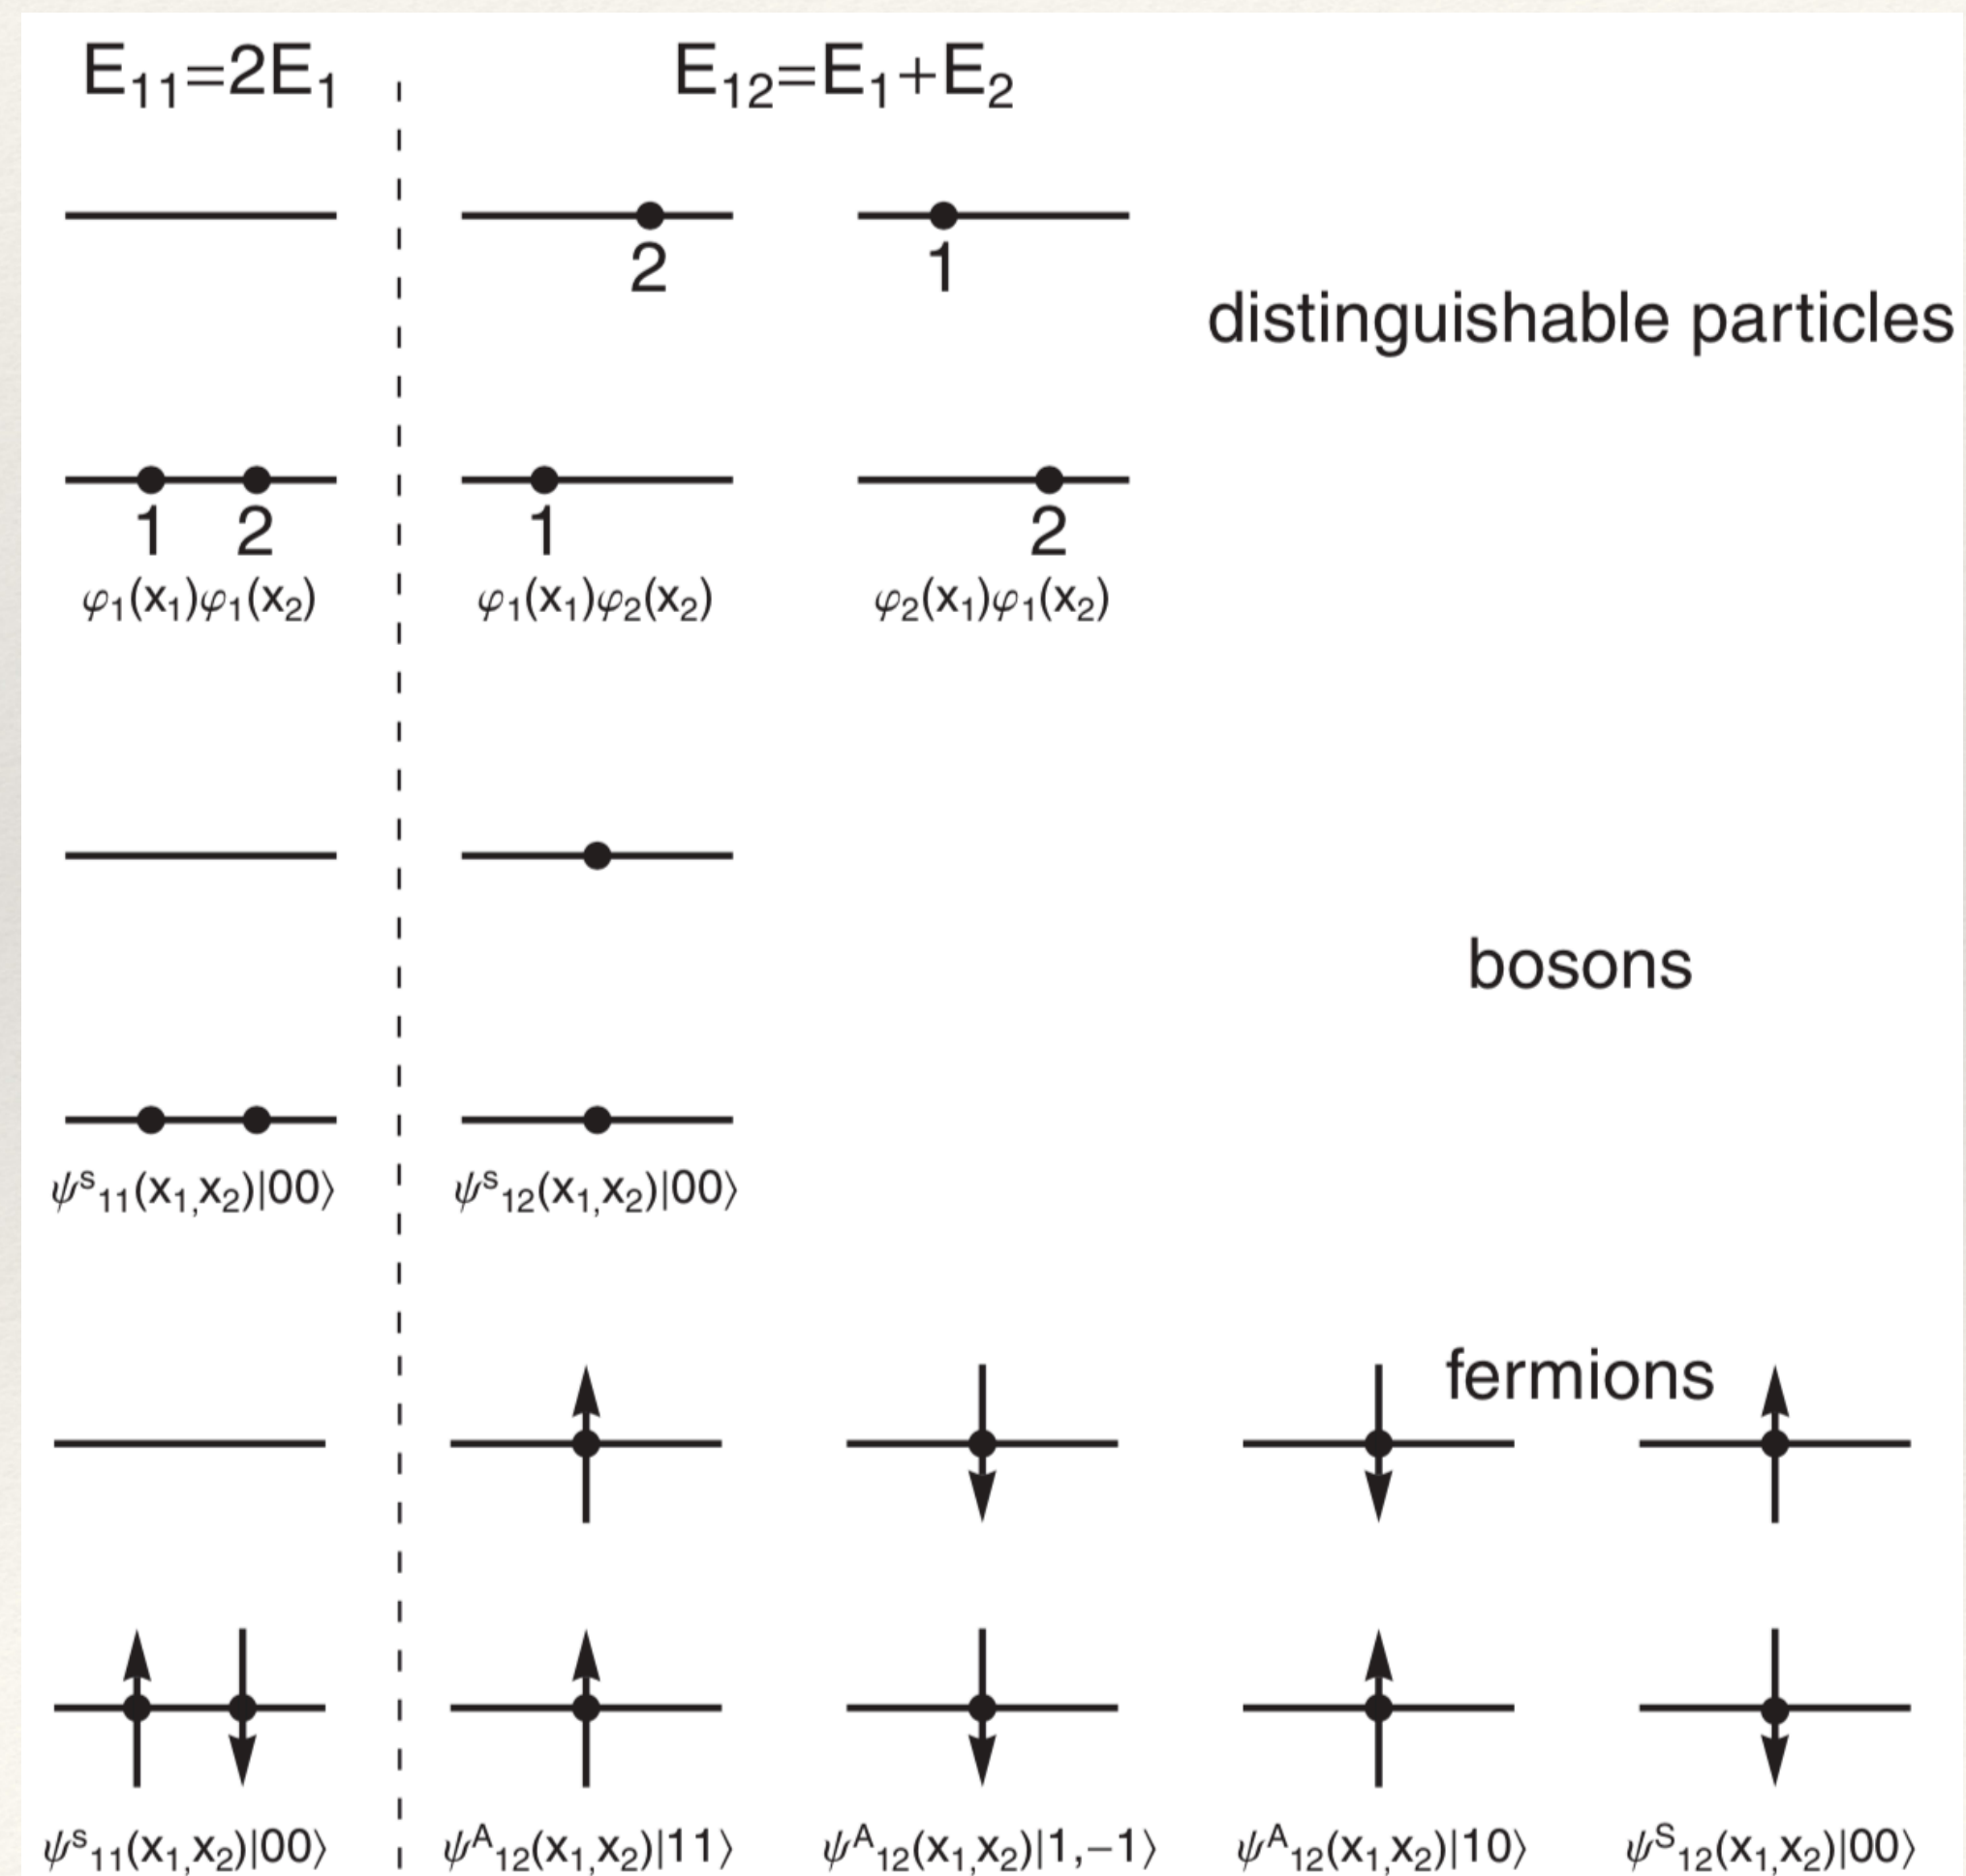 E₁₁=2E₁ E₁₂=E₁+E₂
2 1
distinguishable particles
1 2 1 2
φ₁(x₁)φ₁(x₂) φ₁(x₁)φ₂(x₂) φ₂(x₁)φ₁(x₂)
bosons
ψˢ₁₁(x₁,x₂)|00⟩ ψˢ₁₂(x₁,x₂)|00⟩
fermions
ψˢ₁₁(x₁,x₂)|00⟩ ψᴬ₁₂(x₁,x₂)|11⟩ ψᴬ₁₂(x₁,x₂)|1,−1⟩ ψᴬ₁₂(x₁,x₂)|10⟩ ψS₁₂(x₁,x₂)|00⟩